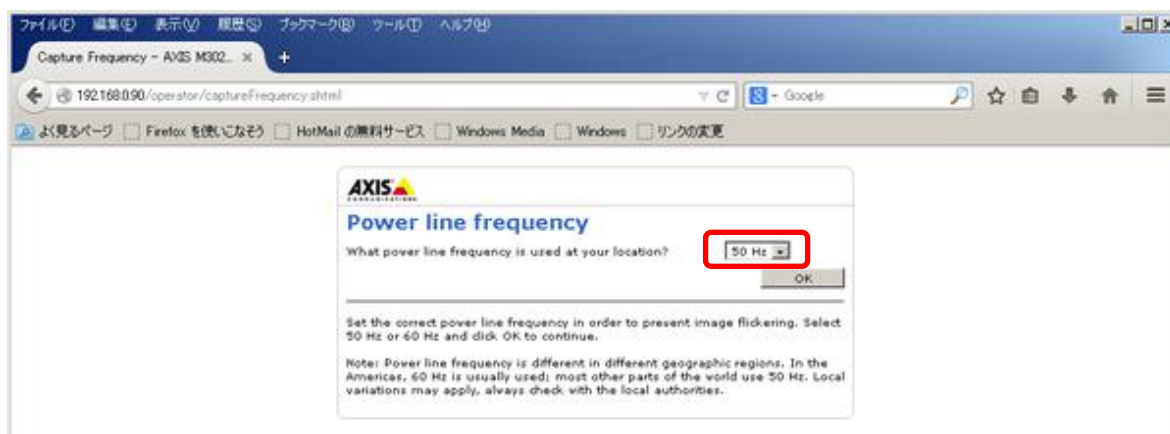 ファイル(F) 編集(E) 表示(V) 履歴(S) ブックマーク(B) ツール(T) ヘルプ(H)
Capture Frequency - AXIS M302...
192.168.0.90/operator/captureFrequency.shtml
Google
よく見るページ Firefox を使いこなそう HotMail の無料サービス Windows Media Windows リンクの変更
AXIS
COMMUNICATIONS
Power line frequency
What power line frequency is used at your location? 50 Hz
OK
Set the correct power line frequency in order to prevent image flickering. Select
50 Hz or 60 Hz and click OK to continue.
Note: Power line frequency is different in different geographic regions. In the
Americas, 60 Hz is usually used; most other parts of the world use 50 Hz. Local
variations may apply, always check with the local authorities.